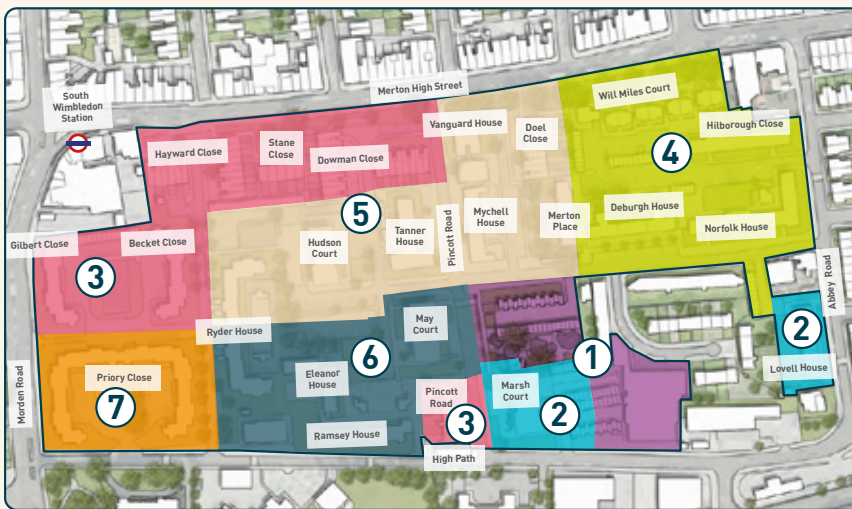 Merton High Street
South
Wimbledon
Station
Will Miles Court
Vanguard House
Doel
Close
Hilborough Close
Hayward Close
Stane
Close
Dowman Close
4
5
Deburgh House
Mychell
House
Merton
Place
Tanner
House
Pincott Road
Norfolk House
Gilbert Close
Becket Close
Hudson
Court
3
Abbey Road
May
Court
Ryder House
2
1
6
Lovell House
Morden Road
Priory Close
7
Eleanor
House
Marsh
Court
Pincott
Road
2
3
Ramsey House
High Path